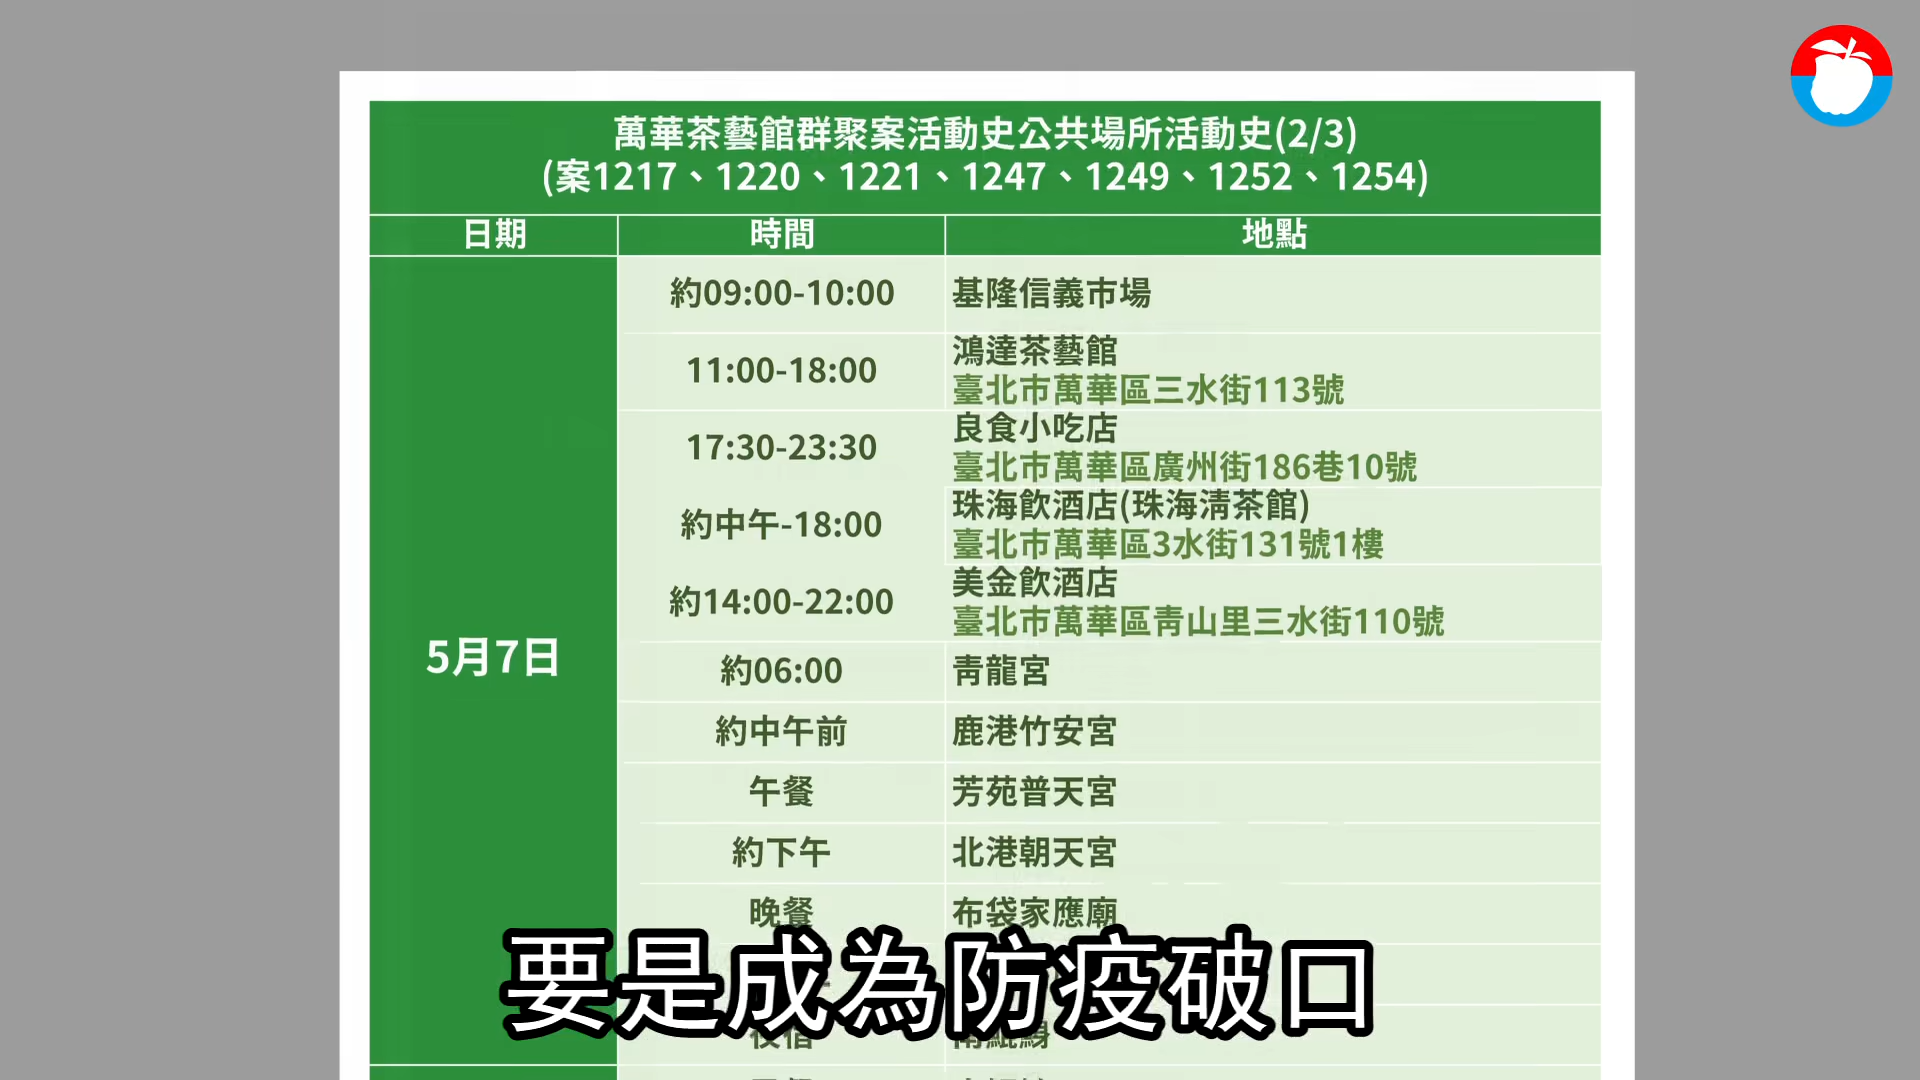 萬華茶藝館群聚案活動史公共場所活動史(2/3)
(案1217、1220、1221、1247、1249、1252、1254)
日期 時間 地點
5月7日
約09:00-10:00 基隆信義市場
11:00-18:00 鴻達茶藝館
臺北市萬華區三水街113號
17:30-23:30 良食小吃店
臺北市萬華區廣州街186巷10號
約中午-18:00 珠海飲酒店(珠海清茶館)
臺北市萬華區3水街131號1樓
約14:00-22:00 美金飲酒店
臺北市萬華區青山里三水街110號
約06:00 青龍宮
約中午前 鹿港竹安宮
午餐 芳苑普天宮
約下午 北港朝天宮
晚餐 布袋家應廟
要是成為防疫破口